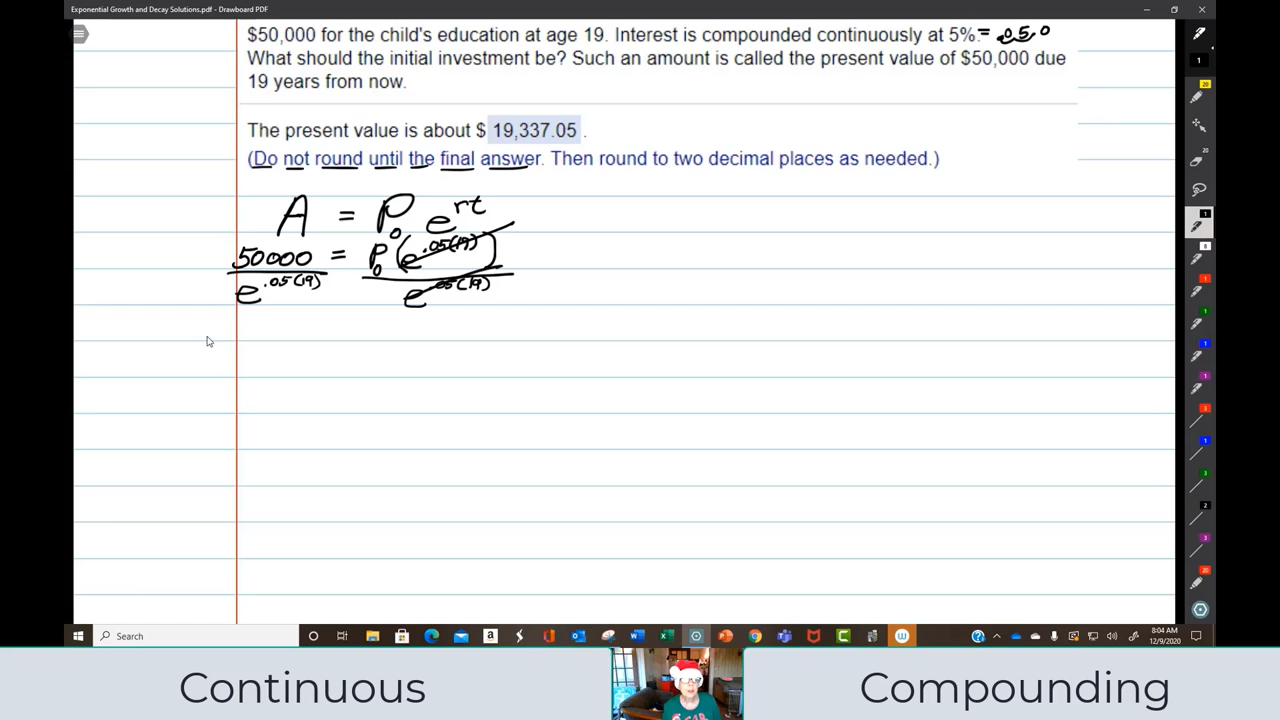 Exponential Growth and Decay Solutions.pdf - Drawboard PDF
$50,000 for the child's education at age 19. Interest is compounded continuously at 5%. = .05.0
What should the initial investment be? Such an amount is called the present value of $50,000 due
19 years from now.
The present value is about $ 19,337.05 .
(Do not round until the final answer. Then round to two decimal places as needed.)
A = P₀ e^rt
50000 = P₀ (e^.05(19))
e^.05(19) e^.05(19)
Search
8:04 AM
12/9/2020
Continuous
Compounding